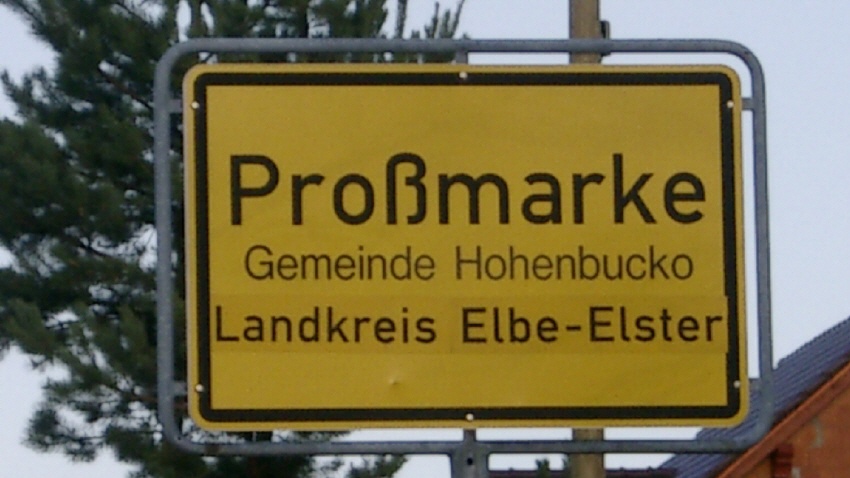 Proßmarke
Gemeinde Hohenbucko
Landkreis Elbe-Elster